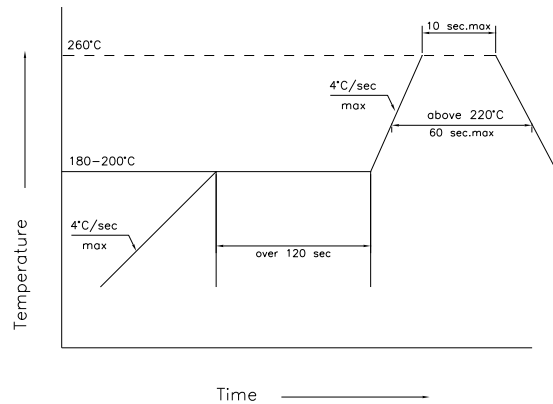 10 sec.max
260°C
4°C/sec
max
above 220°C
60 sec.max
180-200°C
4°C/sec
max
over 120 sec
Temperature
Time